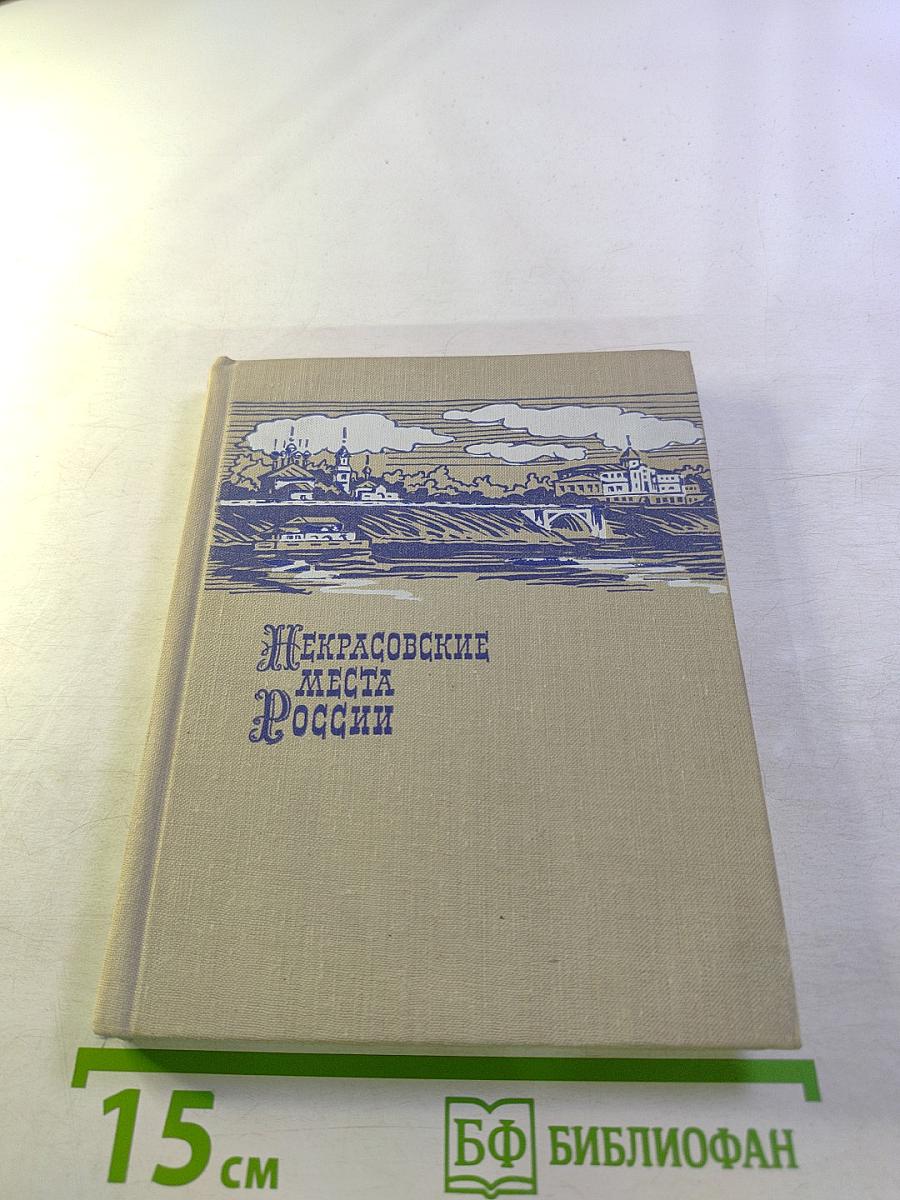 Некрасовские
места
России
15 см
БФ БИБЛИОФАН